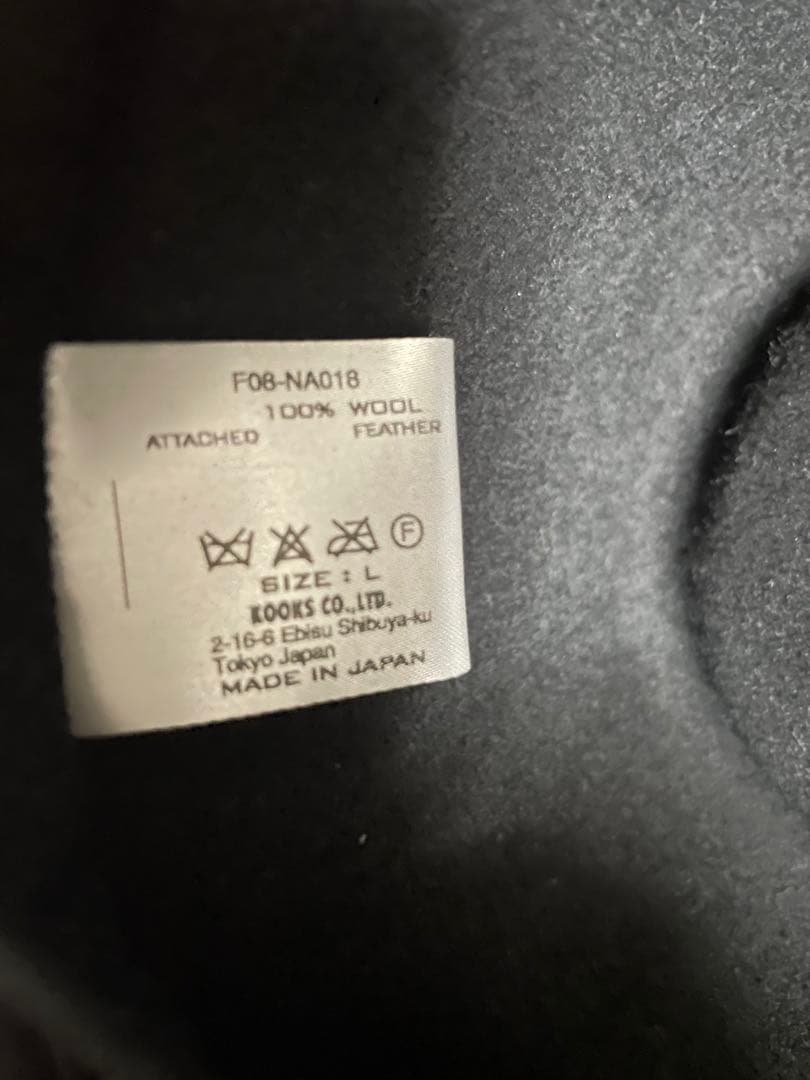 F08-NA018
100% WOOL
ATTACHED FEATHER
F
SIZE : L
KOOKS CO.,LTD.
2-16-6 Ebisu Shibuya-ku
Tokyo Japan
MADE IN JAPAN